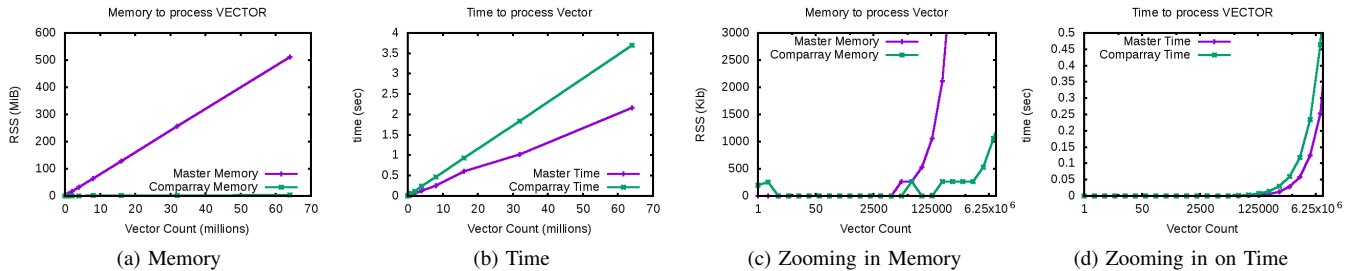 Memory to process VECTOR
600
500
400
300
200
100
0
RSS (MiB)
Master Memory
Comparray Memory
0 10 20 30 40 50 60 70
Vector Count (millions)
(a) Memory
Time to process Vector
4
3.5
3
2.5
2
1.5
1
0.5
0
time (sec)
Master Time
Comparray Time
0 10 20 30 40 50 60 70
Vector Count (millions)
(b) Time
Memory to process Vector
3000
2500
2000
1500
1000
500
0
RSS (Kib)
Master Memory
Comparray Memory
1 50 2500 125000 6.25x10^6
Vector Count
(c) Zooming in Memory
Time to process VECTOR
0.5
0.45
0.4
0.35
0.3
0.25
0.2
0.15
0.1
0.05
0
time (sec)
Master Time
Comparray Time
1 50 2500 125000 6.25x10^6
Vector Count
(d) Zooming in on Time